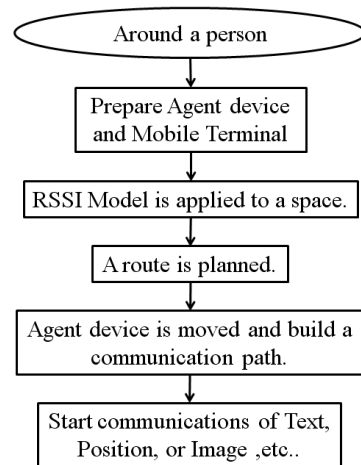 Around a person
Prepare Agent device
and Mobile Terminal
RSSI Model is applied to a space.
A route is planned.
Agent device is moved and build a
communication path.
Start communications of Text,
Position, or Image ,etc..